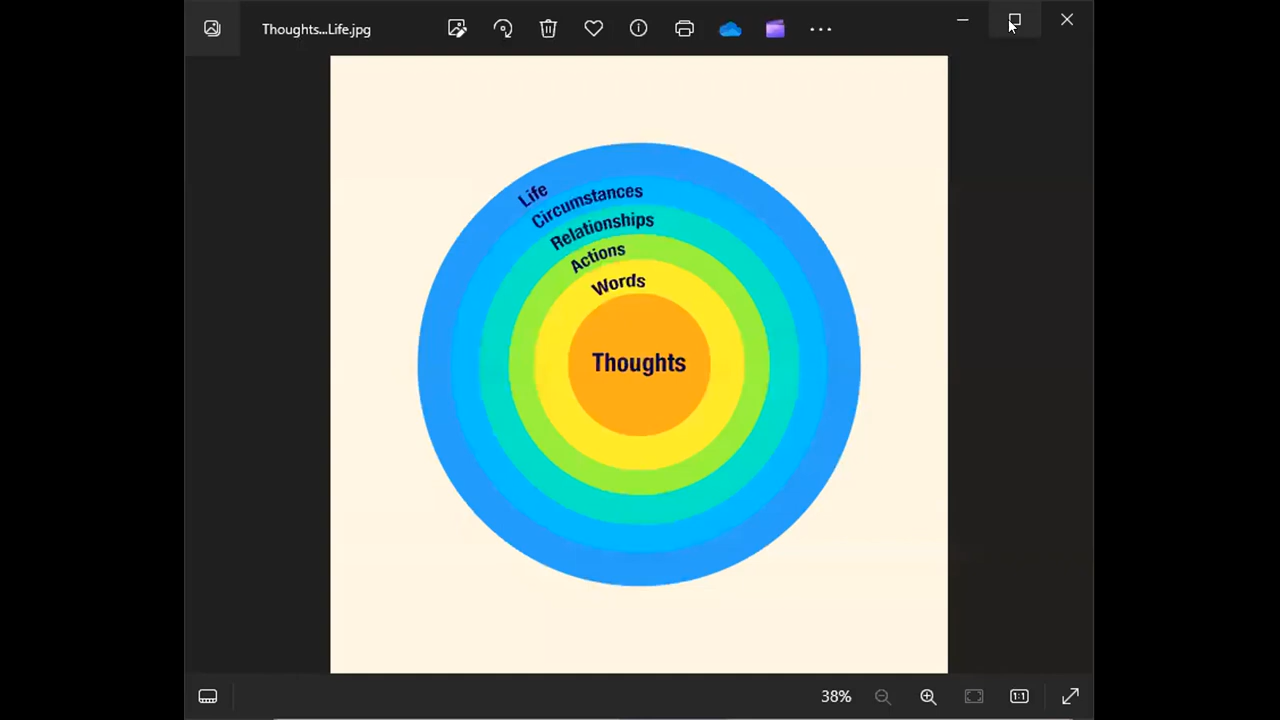 Thoughts...Life.jpg
Life
Circumstances
Relationships
Actions
Words
Thoughts
38%
1:1